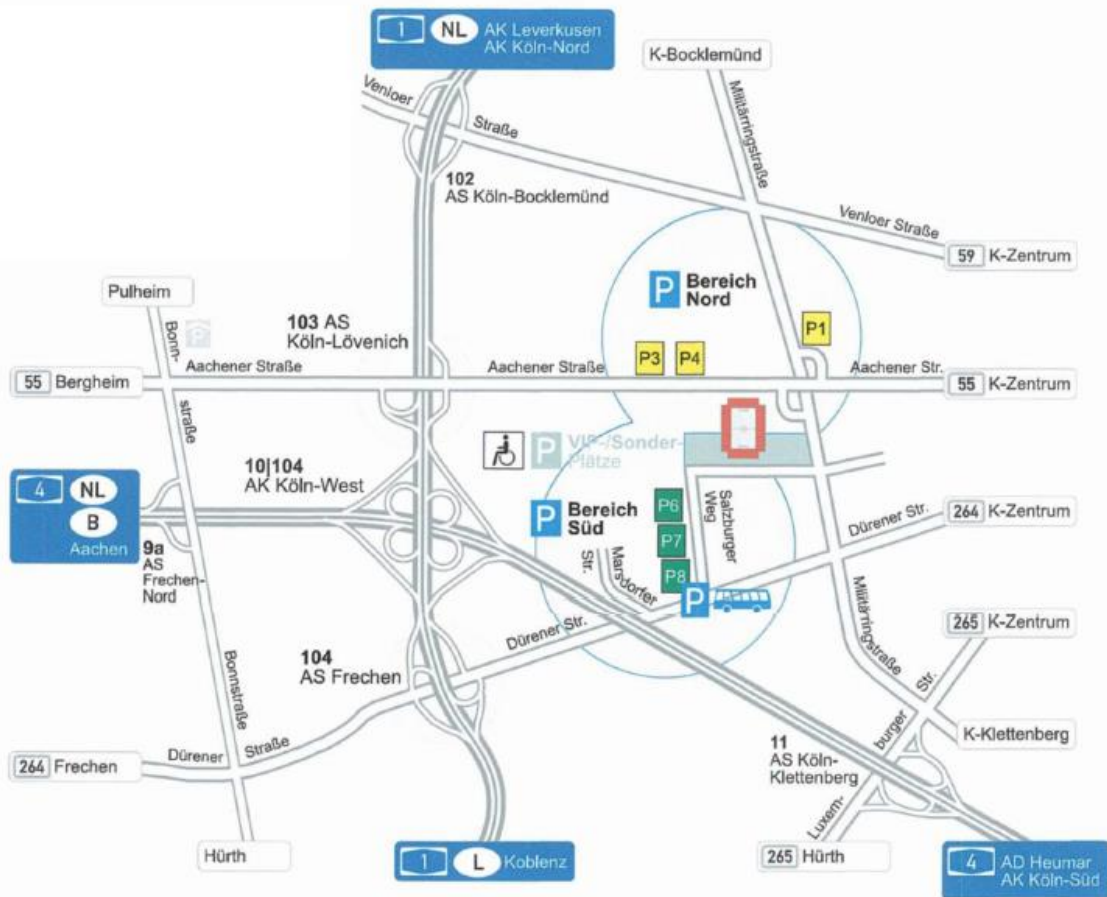 1 NL AK Leverkusen
AK Köln-Nord
K-Bocklemünd
Venloer
Straße
Militärringstraße
102
AS Köln-Bocklemünd
Venloer Straße
59 K-Zentrum
Pulheim
P Bereich
Nord
P1
103 AS
Köln-Lövenich
P
Bonn-
straße
P3 P4
Aachener Straße
Aachener Straße
Aachener Str.
55 Bergheim
55 K-Zentrum
P VIP-/Sonder-
Plätze
10|104
AK Köln-West
4 NL
B
Aachen
P Bereich
Süd
P6
P7
P8
Salzburger
Weg
Dürener Str.
264 K-Zentrum
9a
AS
Frechen-
Nord
Marsdorfer
Str.
P
Dürener Str.
Militärringstraße
265 K-Zentrum
104
AS Frechen
Bonnstraße
Dürener
Straße
264 Frechen
11
AS Köln-
Klettenberg
Luxem-
burger
Str.
K-Klettenberg
Hürth
1 L Koblenz
265 Hürth
4 AD Heumar
AK Köln-Süd